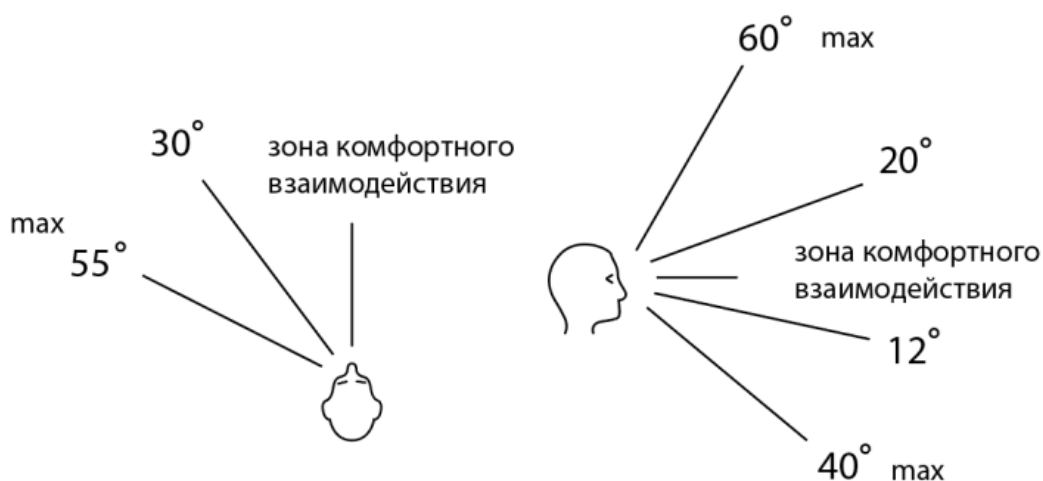 30°
зона комфортного
взаимодействия
max
55°
60° max
20°
зона комфортного
взаимодействия
12°
40° max